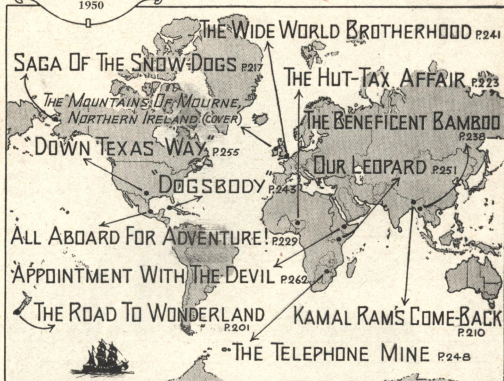 1950
THE WIDE WORLD BROTHERHOOD P.241
SAGA OF THE SNOW-DOGS P.217
THE HUT-TAX AFFAIR P.223
THE MOUNTAINS OF MOURNE,
NORTHERN IRELAND (COVER)
THE BENEFICENT BAMBOO
P.238
"DOWN TEXAS WAY" P.255
OUR LEOPARD P.251
"DOGSBODY" P.243
ALL ABOARD FOR ADVENTURE! P.229
"APPOINTMENT WITH THE DEVIL" P.262
THE ROAD TO WONDERLAND
P.201
KAMAL RAM'S COME-BACK
P.210
THE TELEPHONE MINE P.248